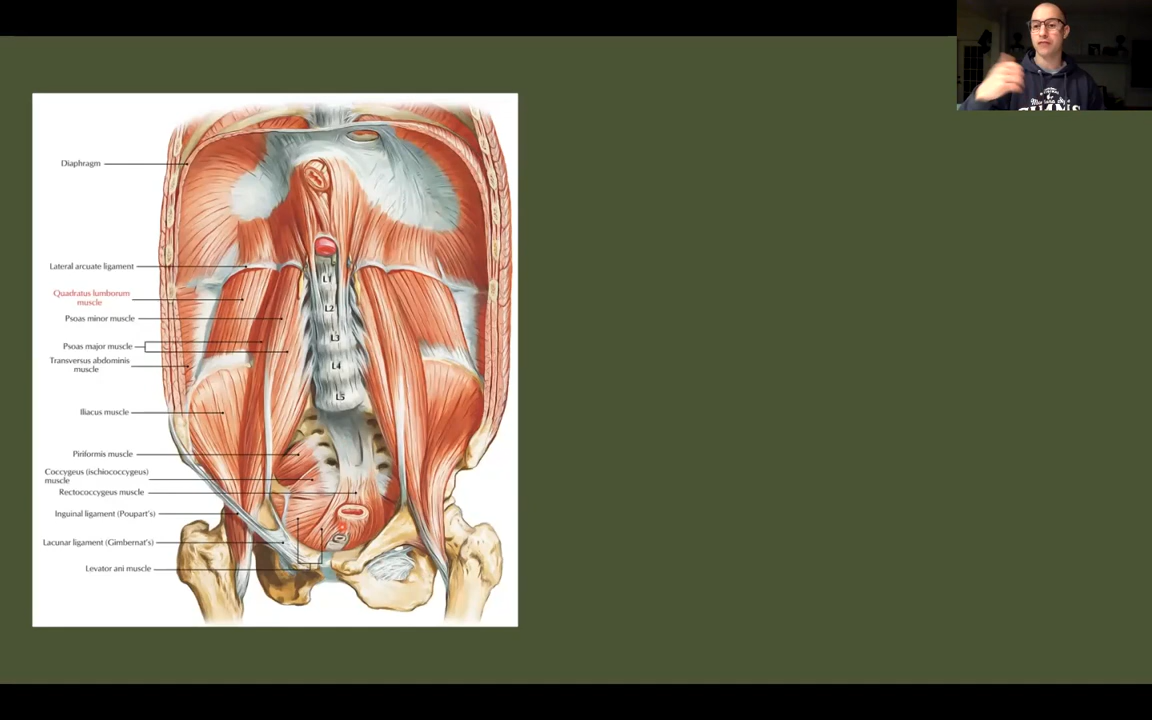 Diaphragm
Lateral arcuate ligament
Quadratus lumborum
muscle
Psoas minor muscle
Psoas major muscle
Transversus abdominis
muscle
Iliacus muscle
Piriformis muscle
Coccygeus (ischiococcygeus)
muscle
Rectococcygeus muscle
Inguinal ligament (Poupart's)
Lacunar ligament (Gimbernat's)
Levator ani muscle
L1
L2
L3
L4
L5